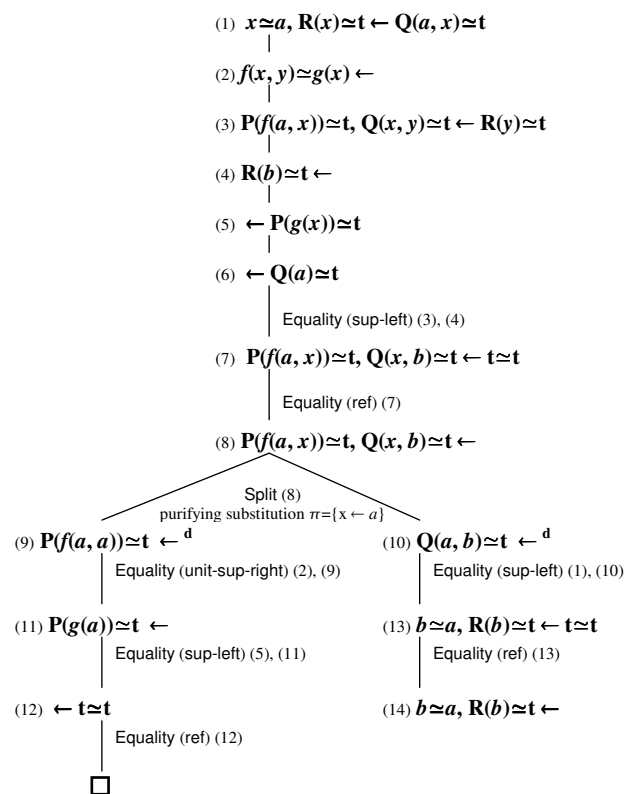 (1) x≃a, R(x)≃t ← Q(a, x)≃t
(2) f(x, y)≃g(x) ←
(3) P(f(a, x))≃t, Q(x, y)≃t ← R(y)≃t
(4) R(b)≃t ←
(5) ← P(g(x))≃t
(6) ← Q(a)≃t
Equality (sup-left) (3), (4)
(7) P(f(a, x))≃t, Q(x, b)≃t ← t≃t
Equality (ref) (7)
(8) P(f(a, x))≃t, Q(x, b)≃t ←
Split (8)
purifying substitution π={x ← a}
(9) P(f(a, a))≃t ← d
(10) Q(a, b)≃t ← d
Equality (unit-sup-right) (2), (9)
Equality (sup-left) (1), (10)
(11) P(g(a))≃t ←
(13) b≃a, R(b)≃t ← t≃t
Equality (sup-left) (5), (11)
Equality (ref) (13)
(12) ← t≃t
(14) b≃a, R(b)≃t ←
Equality (ref) (12)